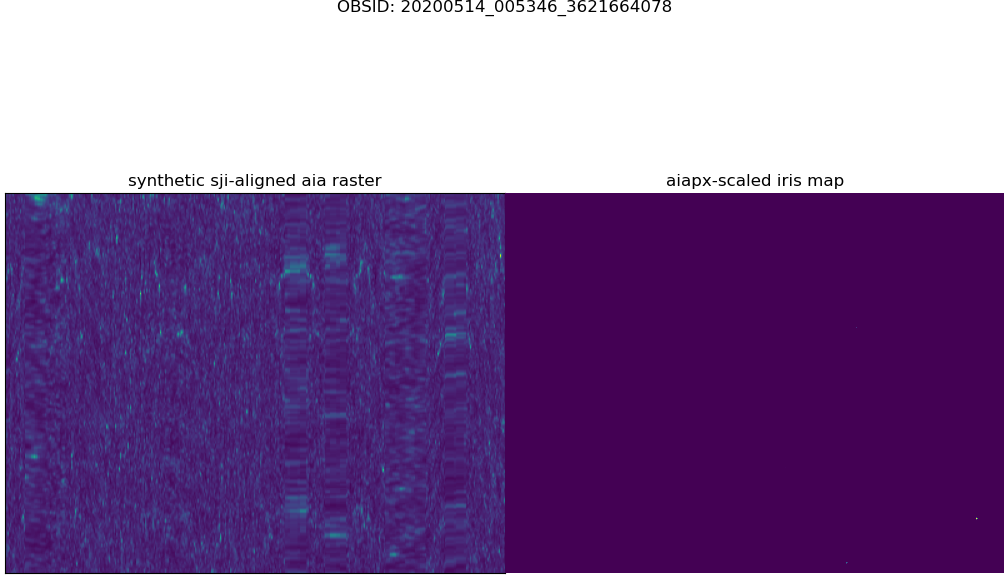 OBSID: 20200514_005346_3621664078
synthetic sji-aligned aia raster
aiapx-scaled iris map